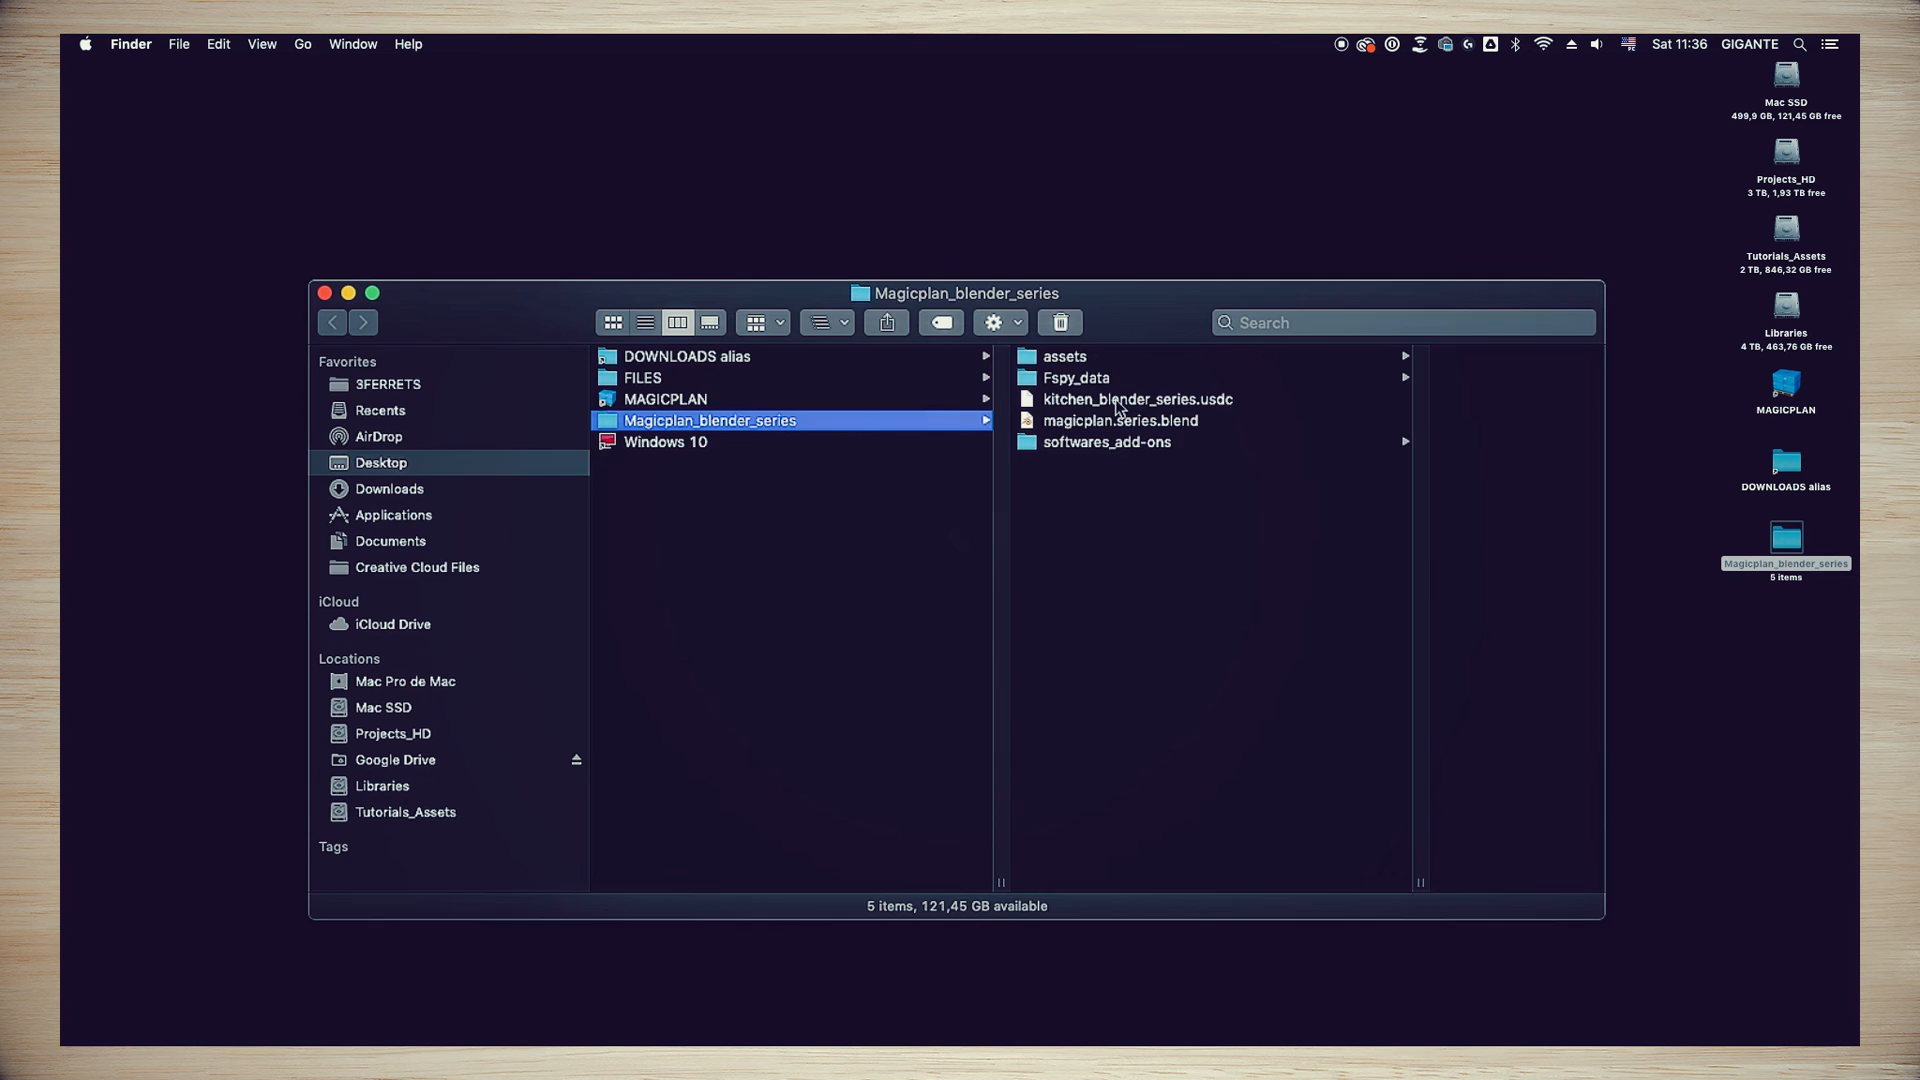 Finder File Edit View Go Window Help
Sat 11:36 GIGANTE
Mac SSD
499,9 GB, 121,45 GB free
Projects_HD
3 TB, 1,93 TB free
Tutorials_Assets
2 TB, 846,32 GB free
Libraries
4 TB, 463,76 GB free
MAGICPLAN
DOWNLOADS alias
Magicplan_blender_series
5 items
Magicplan_blender_series
Search
Favorites
3FERRETS
Recents
AirDrop
Desktop
Downloads
Applications
Documents
Creative Cloud Files
iCloud
iCloud Drive
Locations
Mac Pro de Mac
Mac SSD
Projects_HD
Google Drive
Libraries
Tutorials_Assets
Tags
DOWNLOADS alias
FILES
MAGICPLAN
Magicplan_blender_series
Windows 10
assets
Fspy_data
kitchen_blender_series.usdc
magicplan.series.blend
softwares_add-ons
5 items, 121,45 GB available